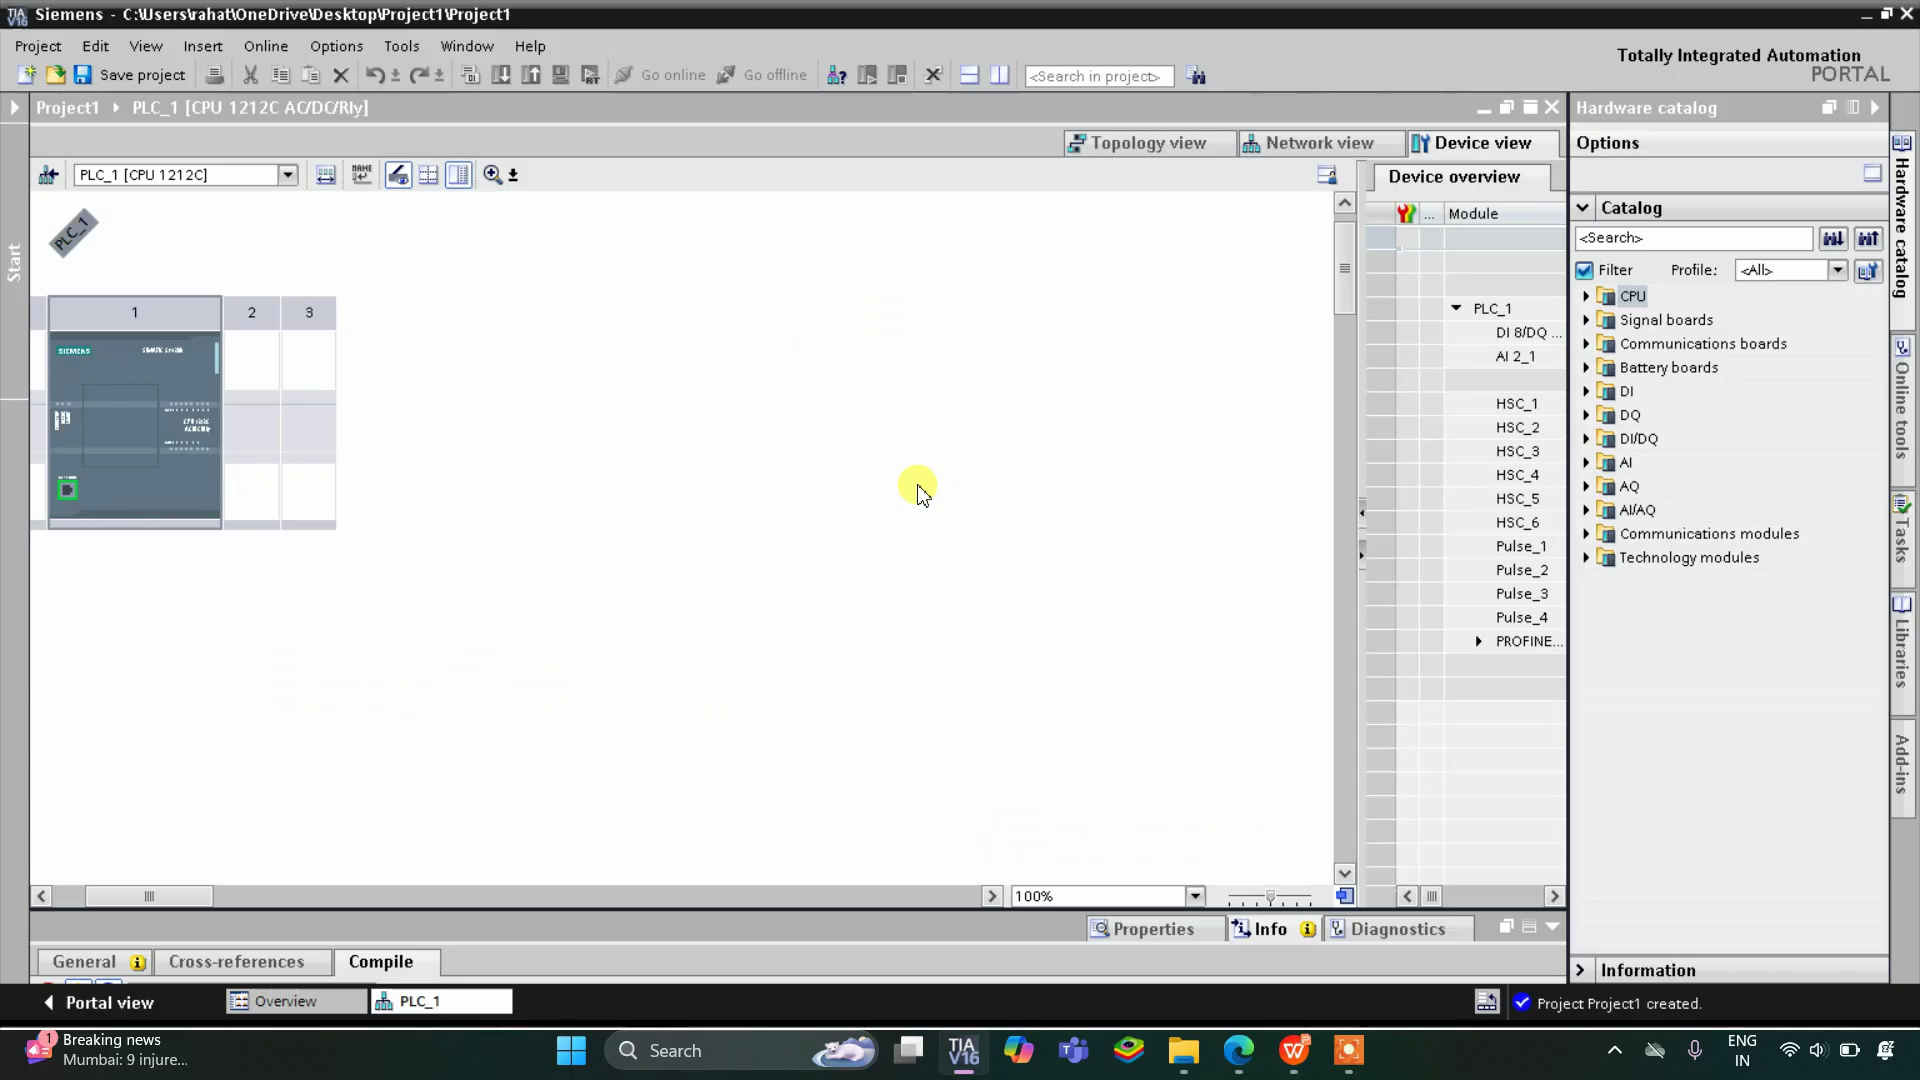 TIA V16 Siemens - C:\Users\rahat\OneDrive\Desktop\Project1\Project1
Project Edit View Insert Online Options Tools Window Help
Totally Integrated Automation
PORTAL
Save project Go online Go offline <Search in project>
Project1 PLC_1 [CPU 1212C AC/DC/Rly]
Hardware catalog
Topology view Network view Device view
Options
PLC_1 [CPU 1212C]
NAME
Device overview
... Module
Catalog
<Search>
Filter Profile: <All>
PLC_1
1 2 3
SIEMENS
CPU
Signal boards
Communications boards
Battery boards
DI
DQ
DI/DQ
AI
AQ
AI/AQ
Communications modules
Technology modules
PLC_1
DI 8/DQ ...
AI 2_1
HSC_1
HSC_2
HSC_3
HSC_4
HSC_5
HSC_6
Pulse_1
Pulse_2
Pulse_3
Pulse_4
PROFINE...
Start
Hardware catalog
Online tools
Tasks
Libraries
Add-ins
100%
Properties Info Diagnostics
General Cross-references Compile
Information
Portal view Overview PLC_1
Project Project1 created.
1
Breaking news
Mumbai: 9 injure...
Search
TIA V16
ENG
IN